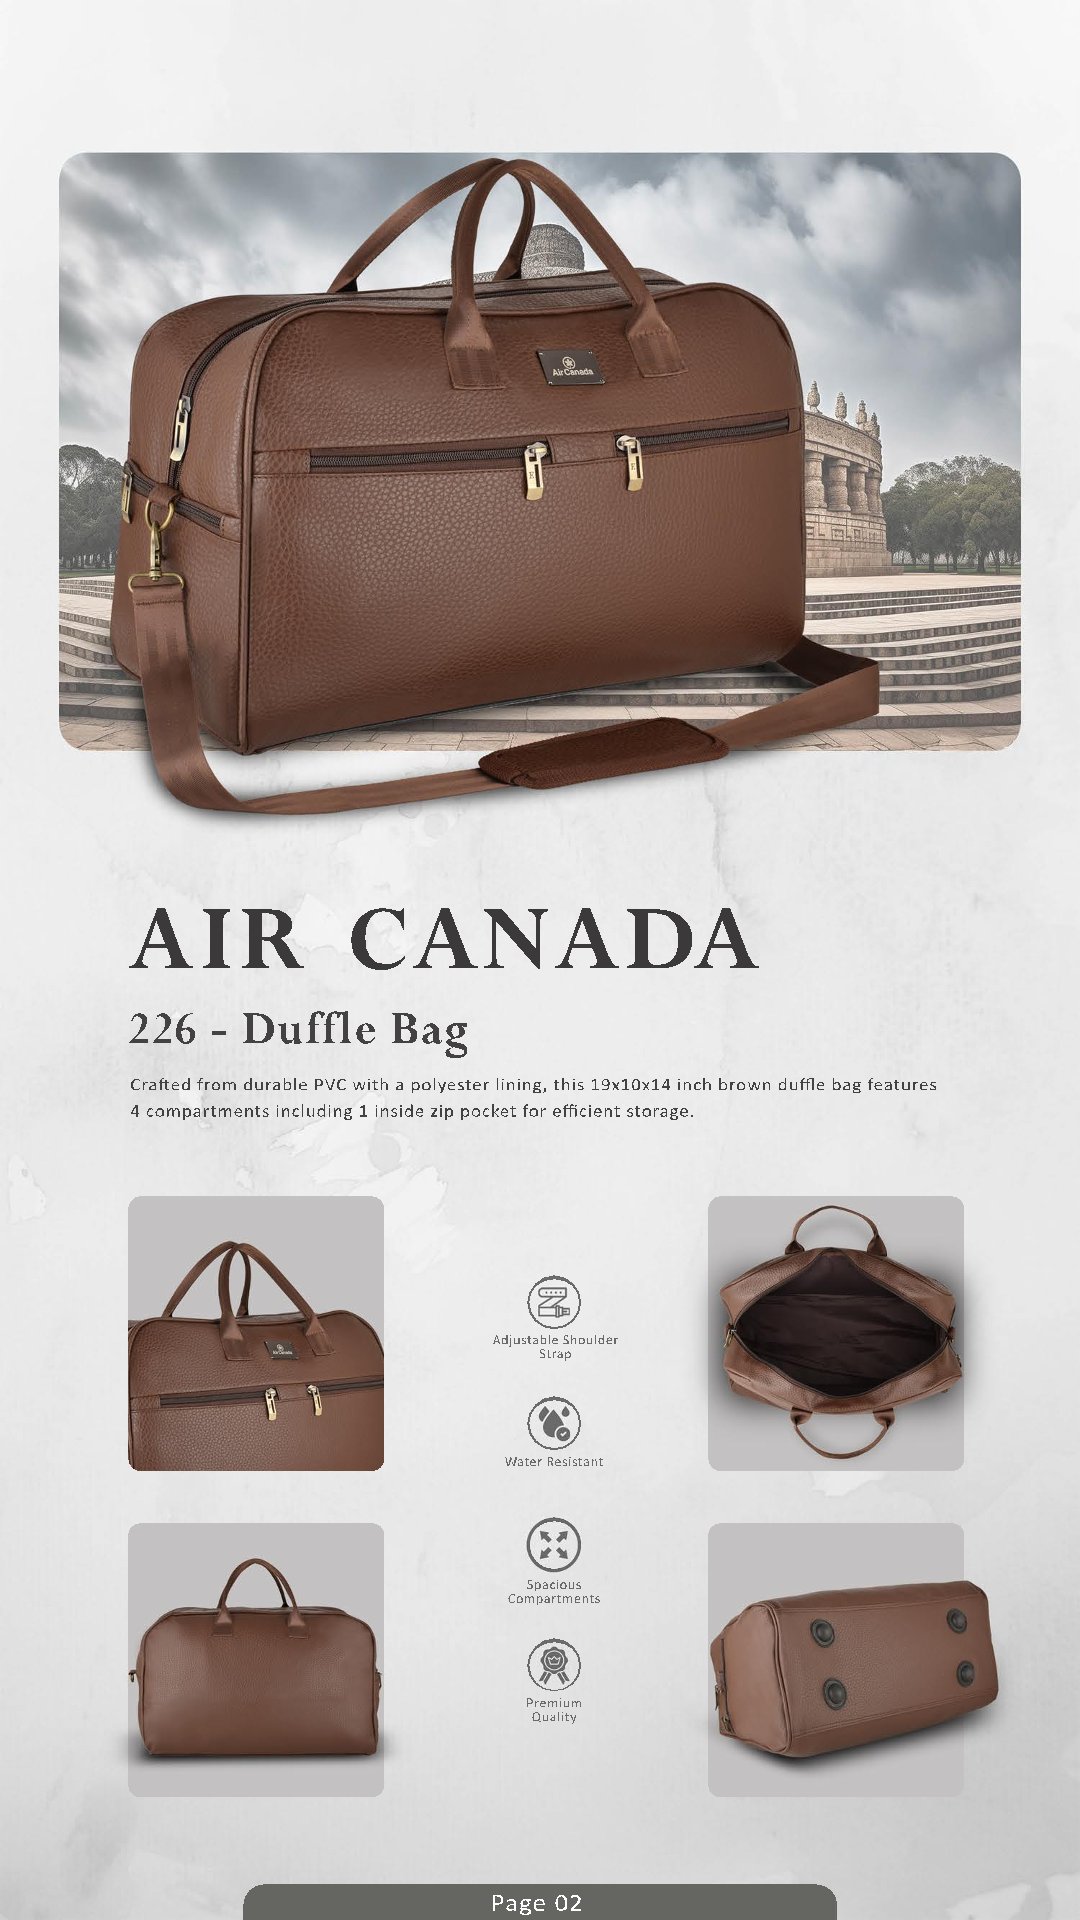 Air Canada
AIR CANADA
226 - Duffle Bag
Crafted from durable PVC with a polyester lining, this 19x10x14 inch brown duffle bag features
4 compartments including 1 inside zip pocket for efficient storage.
Air Canada
Adjustable Shoulder
Strap
Water Resistant
Spacious
Compartments
Premium
Quality
Page 02